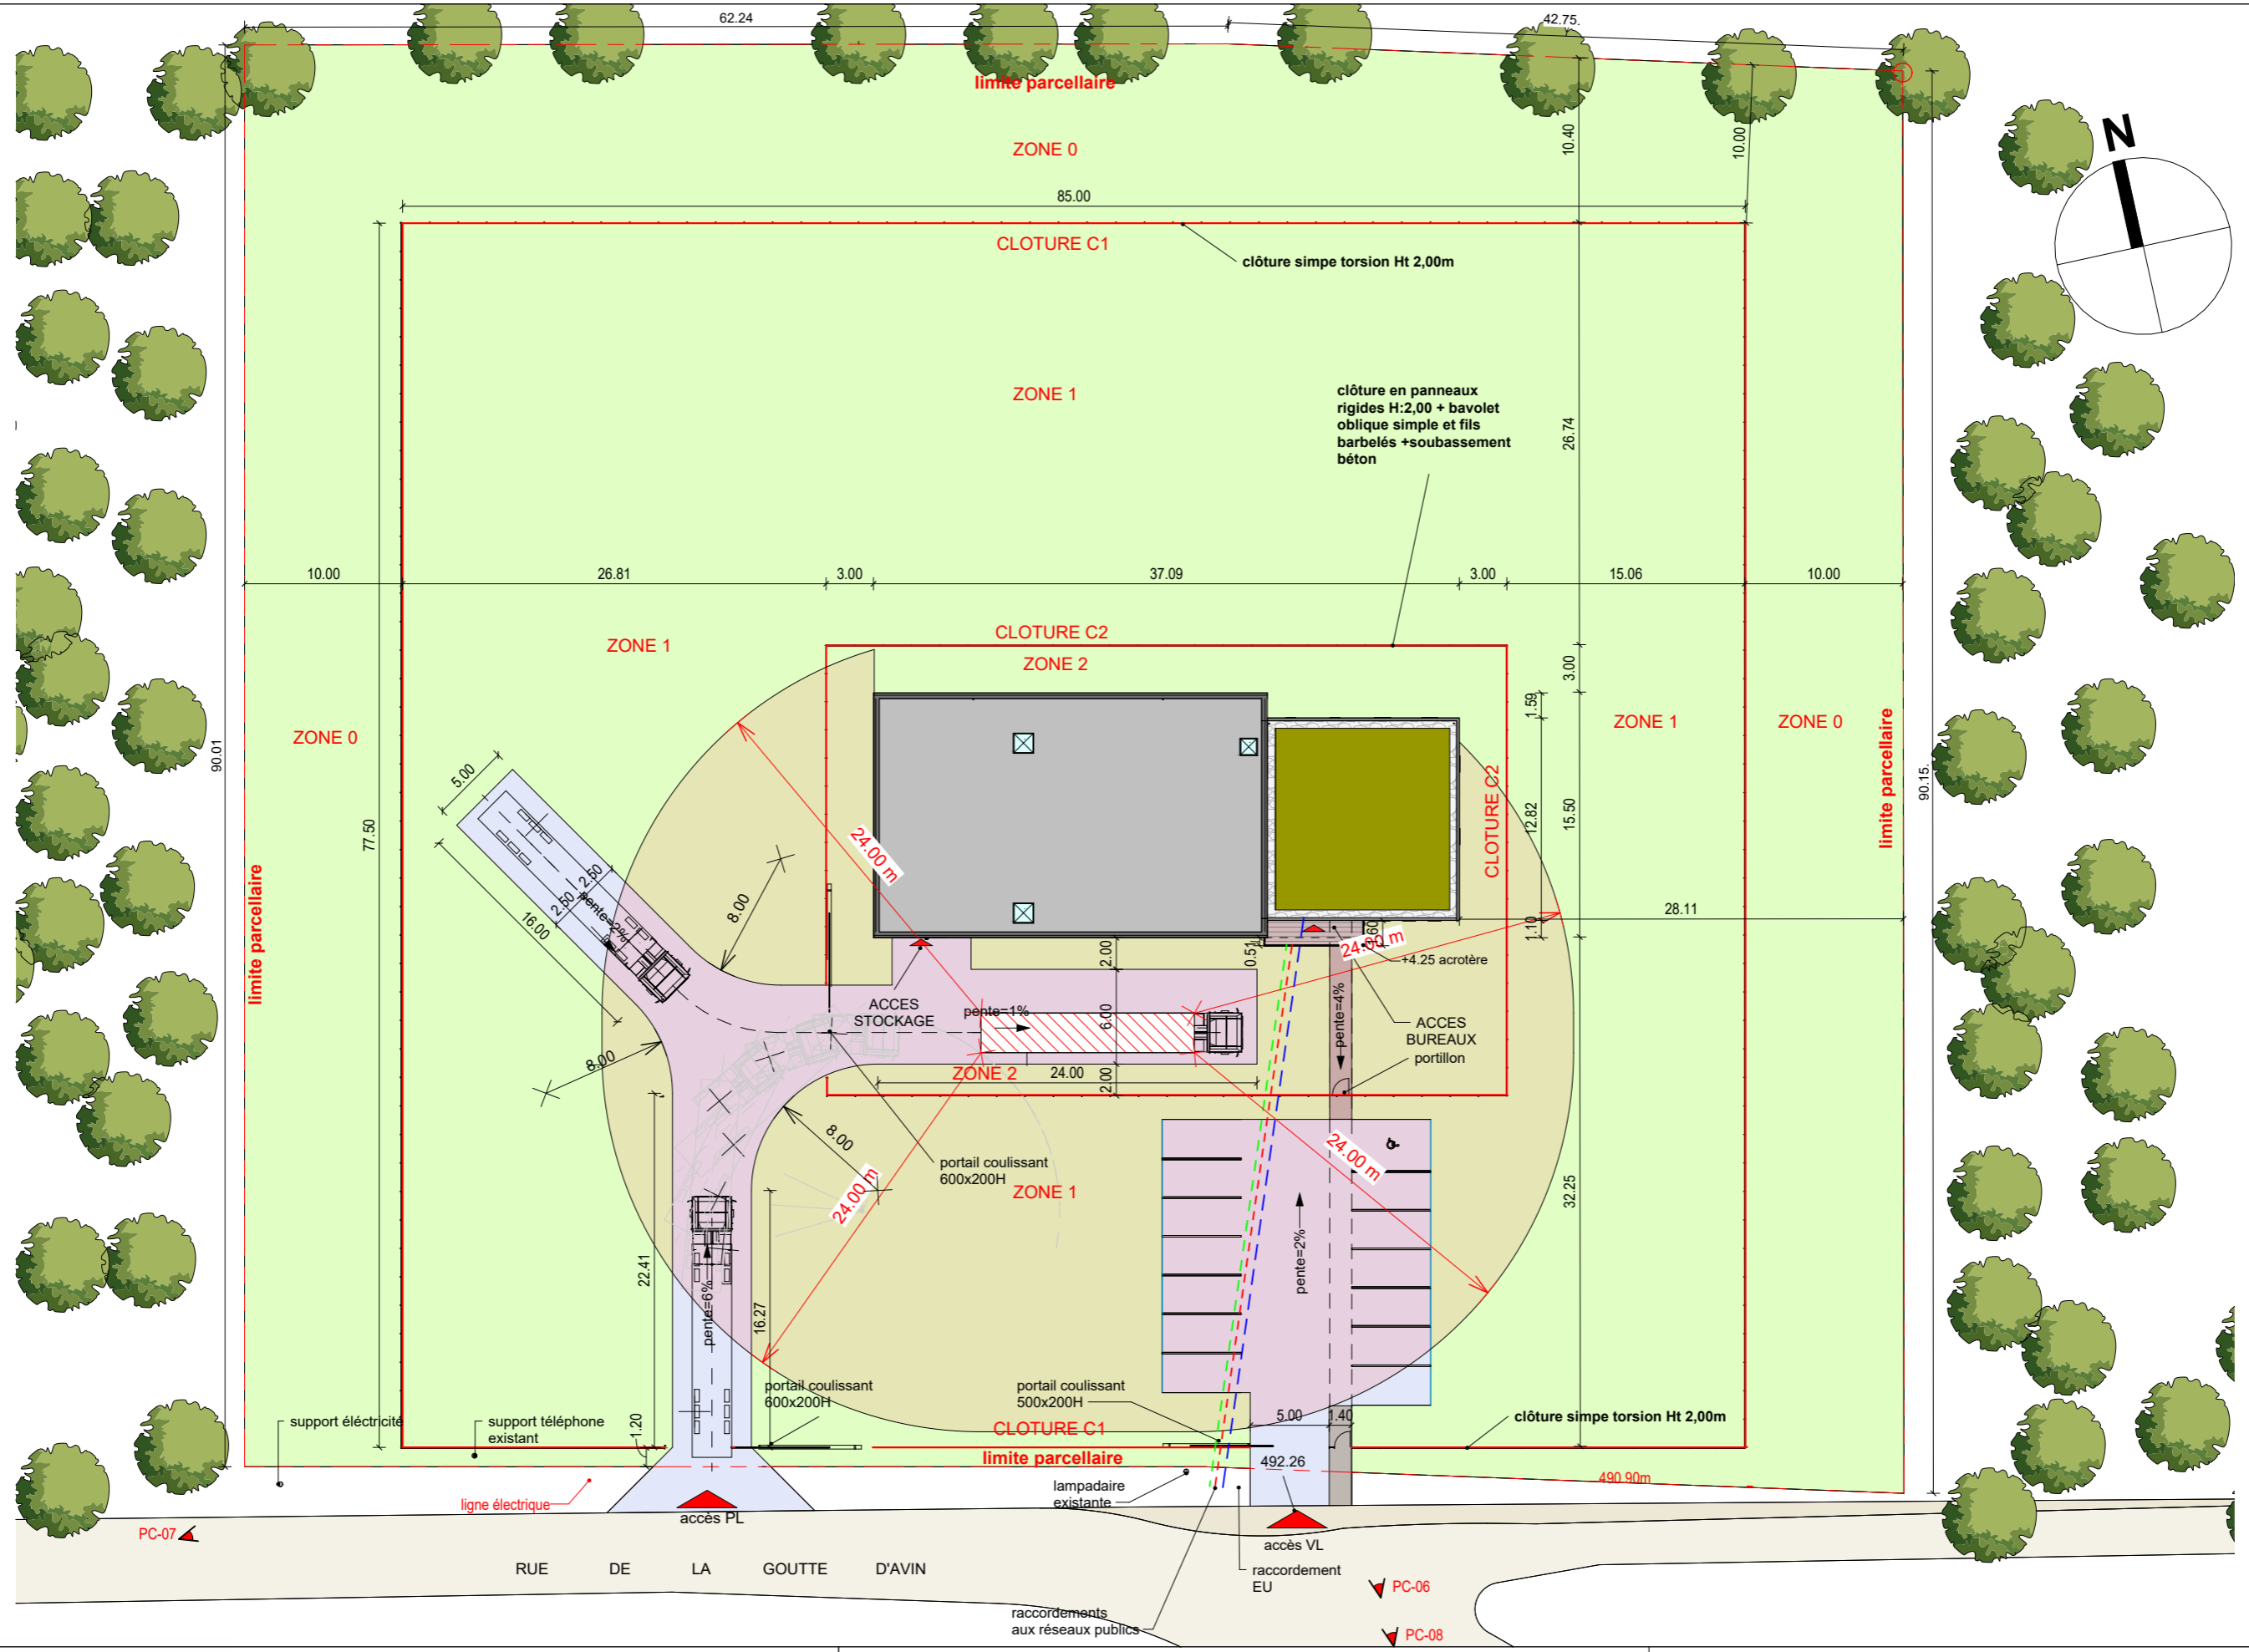 62.24
42.75.
limite parcellaire
N
ZONE 0
10.40
10.00
85.00
CLOTURE C1
clôture simpe torsion Ht 2,00m
ZONE 1
clôture en panneaux
rigides H:2,00 + bavolet
oblique simple et fils
barbelés +soubassement
béton
26.74
10.00
26.81
3.00
37.09
3.00
15.06
10.00
CLOTURE C2
ZONE 1
ZONE 2
3.00
1.59
ZONE 0
ZONE 1
ZONE 0
limite parcellaire
90.01
90.15.
77.50
5.00
24.00 m
CLOTURE C2
12.82
15.50
2.50
2.50
pente=2%
16.00
8.00
28.11
1.10
limite parcellaire
2.00
0.51
.60
24.00 m
+4.25 acrotère
ACCES
STOCKAGE
pente=1%
6.00
pente=4%
ACCES
BUREAUX
portillon
8.00
ZONE 2
24.00
2.00
8.00
24.00 m
portail coulissant
600x200H
24.00 m
ZONE 1
32.25
22.41
pente=6%
16.27
pente=2%
portail coulissant
600x200H
portail coulissant
500x200H
support éléctricité
support téléphone
existant
1.20
CLOTURE C1
5.00
1.40
clôture simpe torsion Ht 2,00m
limite parcellaire
492.26
490.90m
ligne électrique
lampadaire
existante
accès PL
PC-07
accès VL
RUE DE LA GOUTTE D'AVIN
raccordement
EU
PC-06
raccordements
aux réseaux publics
PC-08